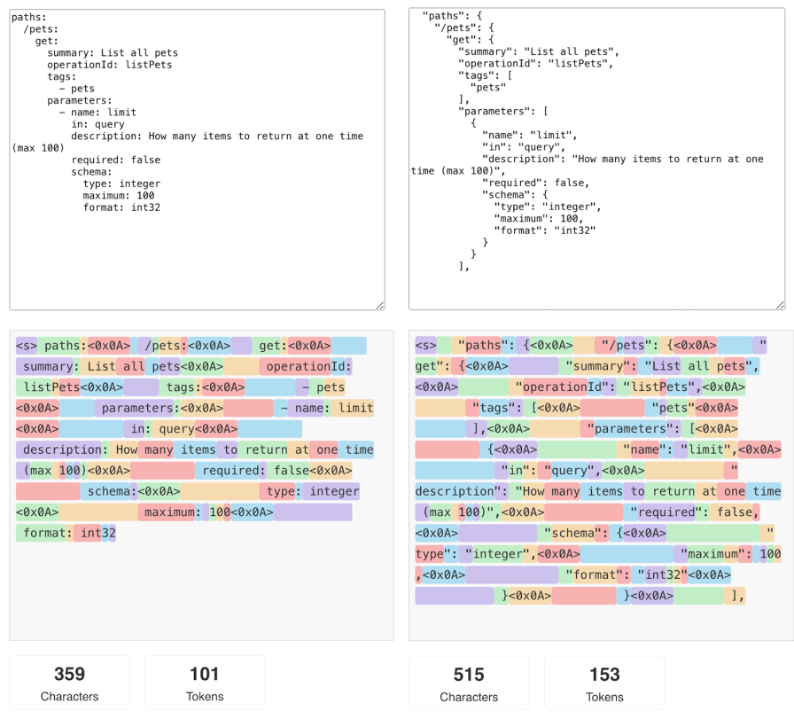 paths:
  /pets:
    get:
      summary: List all pets
      operationId: listPets
      tags:
        – pets
      parameters:
        – name: limit
          in: query
          description: How many items to return at one time
(max 100)
          required: false
          schema:
            type: integer
            maximum: 100
            format: int32
  "paths": {
    "/pets": {
      "get": {
        "summary": "List all pets",
        "operationId": "listPets",
        "tags": [
          "pets"
        ],
        "parameters": [
          {
            "name": "limit",
            "in": "query",
            "description": "How many items to return at one
time (max 100)",
            "required": false,
            "schema": {
              "type": "integer",
              "maximum": 100,
              "format": "int32"
            }
          }
        ],
<s> paths:<0x0A>  /pets:<0x0A>    get:<0x0A>
 summary: List all pets<0x0A>      operationId:
 listPets<0x0A>      tags:<0x0A>        – pets
<0x0A>      parameters:<0x0A>        – name: limit
<0x0A>          in: query<0x0A>
 description: How many items to return at one time
 (max 100)<0x0A>          required: false<0x0A>
          schema:<0x0A>            type: integer
<0x0A>            maximum: 100<0x0A>
 format: int32
<s>   "paths": {<0x0A>    "/pets": {<0x0A>      "
get": {<0x0A>        "summary": "List all pets",
<0x0A>        "operationId": "listPets",<0x0A>
        "tags": [<0x0A>          "pets"<0x0A>
        ],<0x0A>        "parameters": [<0x0A>
          {<0x0A>            "name": "limit",<0x0A>
            "in": "query",<0x0A>            "
description": "How many items to return at one time
 (max 100)",<0x0A>            "required": false,
<0x0A>            "schema": {<0x0A>              "
type": "integer",<0x0A>              "maximum": 100
,<0x0A>              "format": "int32"<0x0A>
            }<0x0A>          }<0x0A>        ],
359
Characters
101
Tokens
515
Characters
153
Tokens